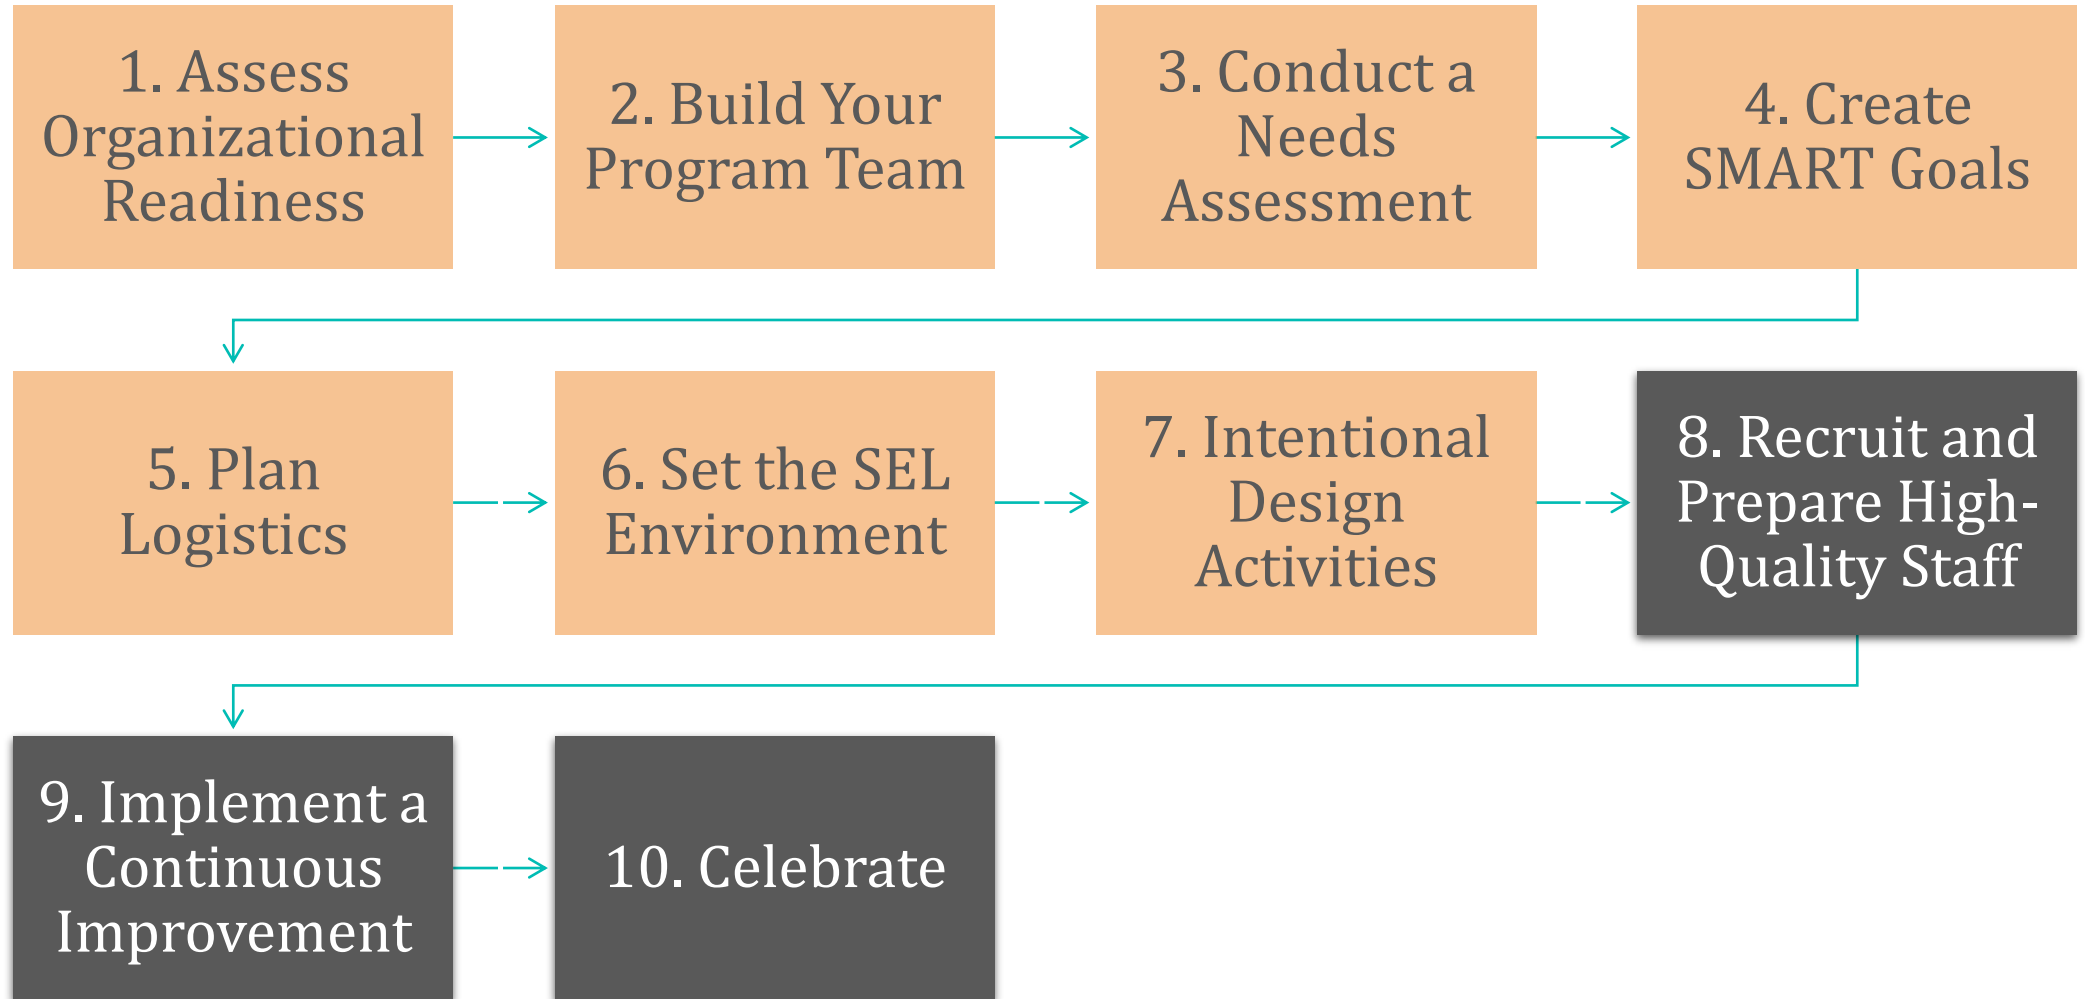 1. Assess
Organizational
Readiness
2. Build Your
Program Team
3. Conduct a
Needs
Assessment
4. Create
SMART Goals
5. Plan
Logistics
6. Set the SEL
Environment
7. Intentional
Design
Activities
8. Recruit and
Prepare High-
Quality Staff
9. Implement a
Continuous
Improvement
10. Celebrate